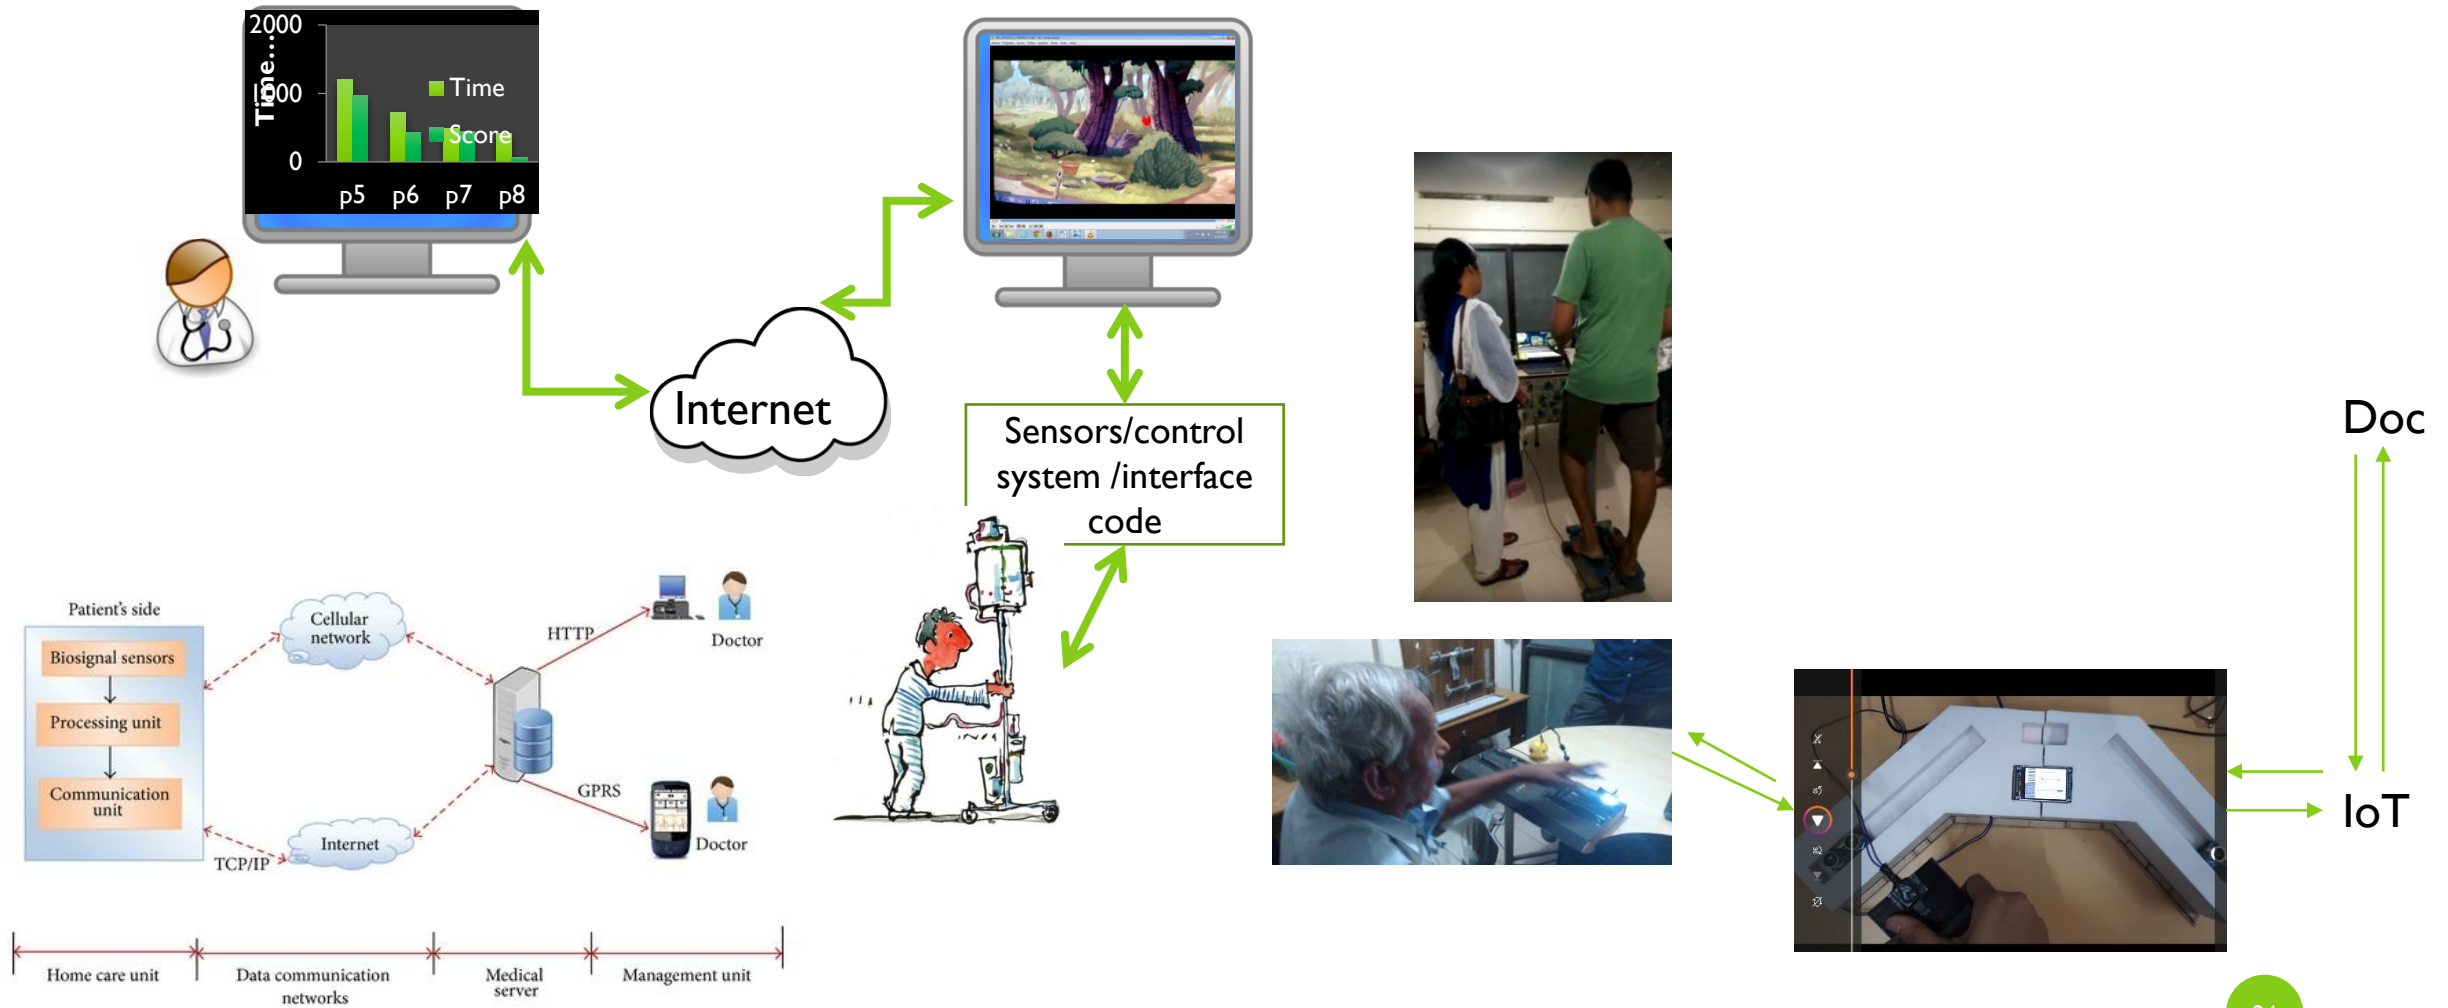 2000
1000
0
Time...
Time
Score
p5 p6 p7 p8
Internet
Sensors/control
system /interface
code
Doc
IoT
Patient's side
Biosignal sensors
Processing unit
Communication
unit
Cellular
network
Internet
TCP/IP
HTTP
GPRS
Doctor
Doctor
Home care unit
Data communication
networks
Medical
server
Management unit